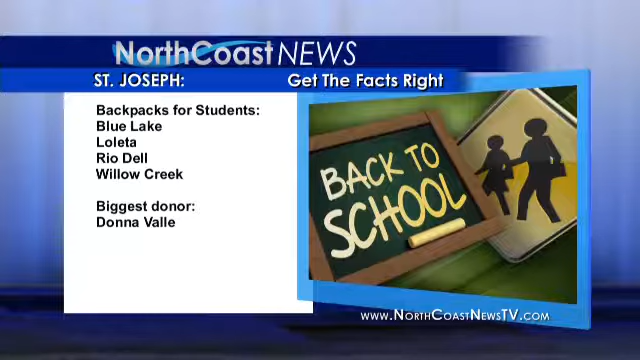 NorthCoast NEWS
ST. JOSEPH: Get The Facts Right
Backpacks for Students:
Blue Lake
Loleta
Rio Dell
Willow Creek
Biggest donor:
Donna Valle
BACK TO
SCHOOL
www.NorthCoastNewsTV.com